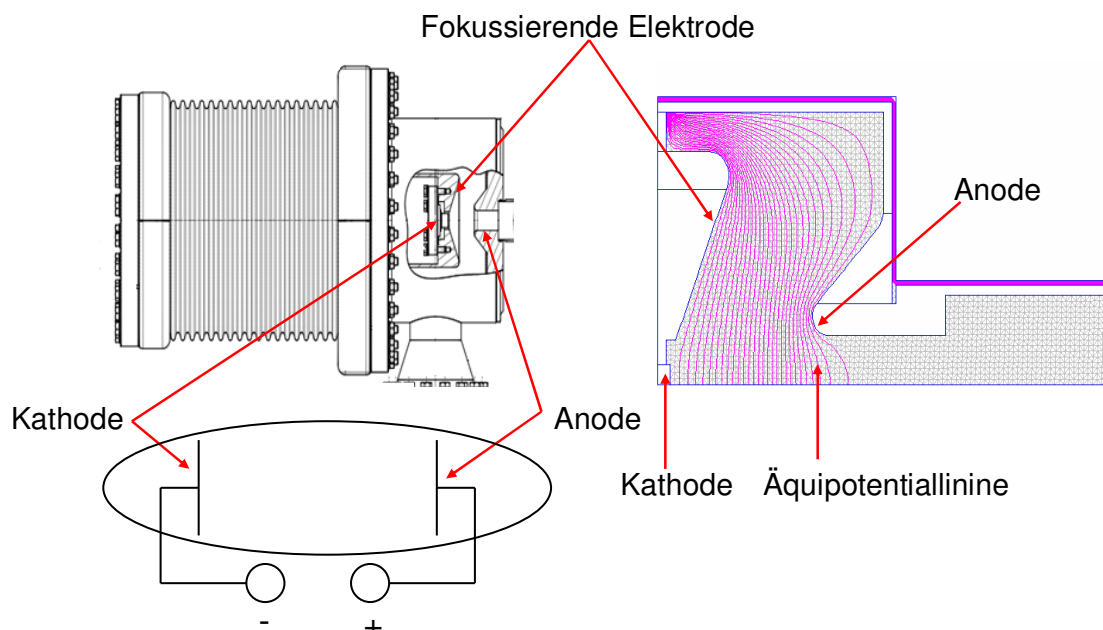 Fokussierende Elektrode
Anode
Kathode
Anode
Kathode
Äquipotentiallinine
-
+